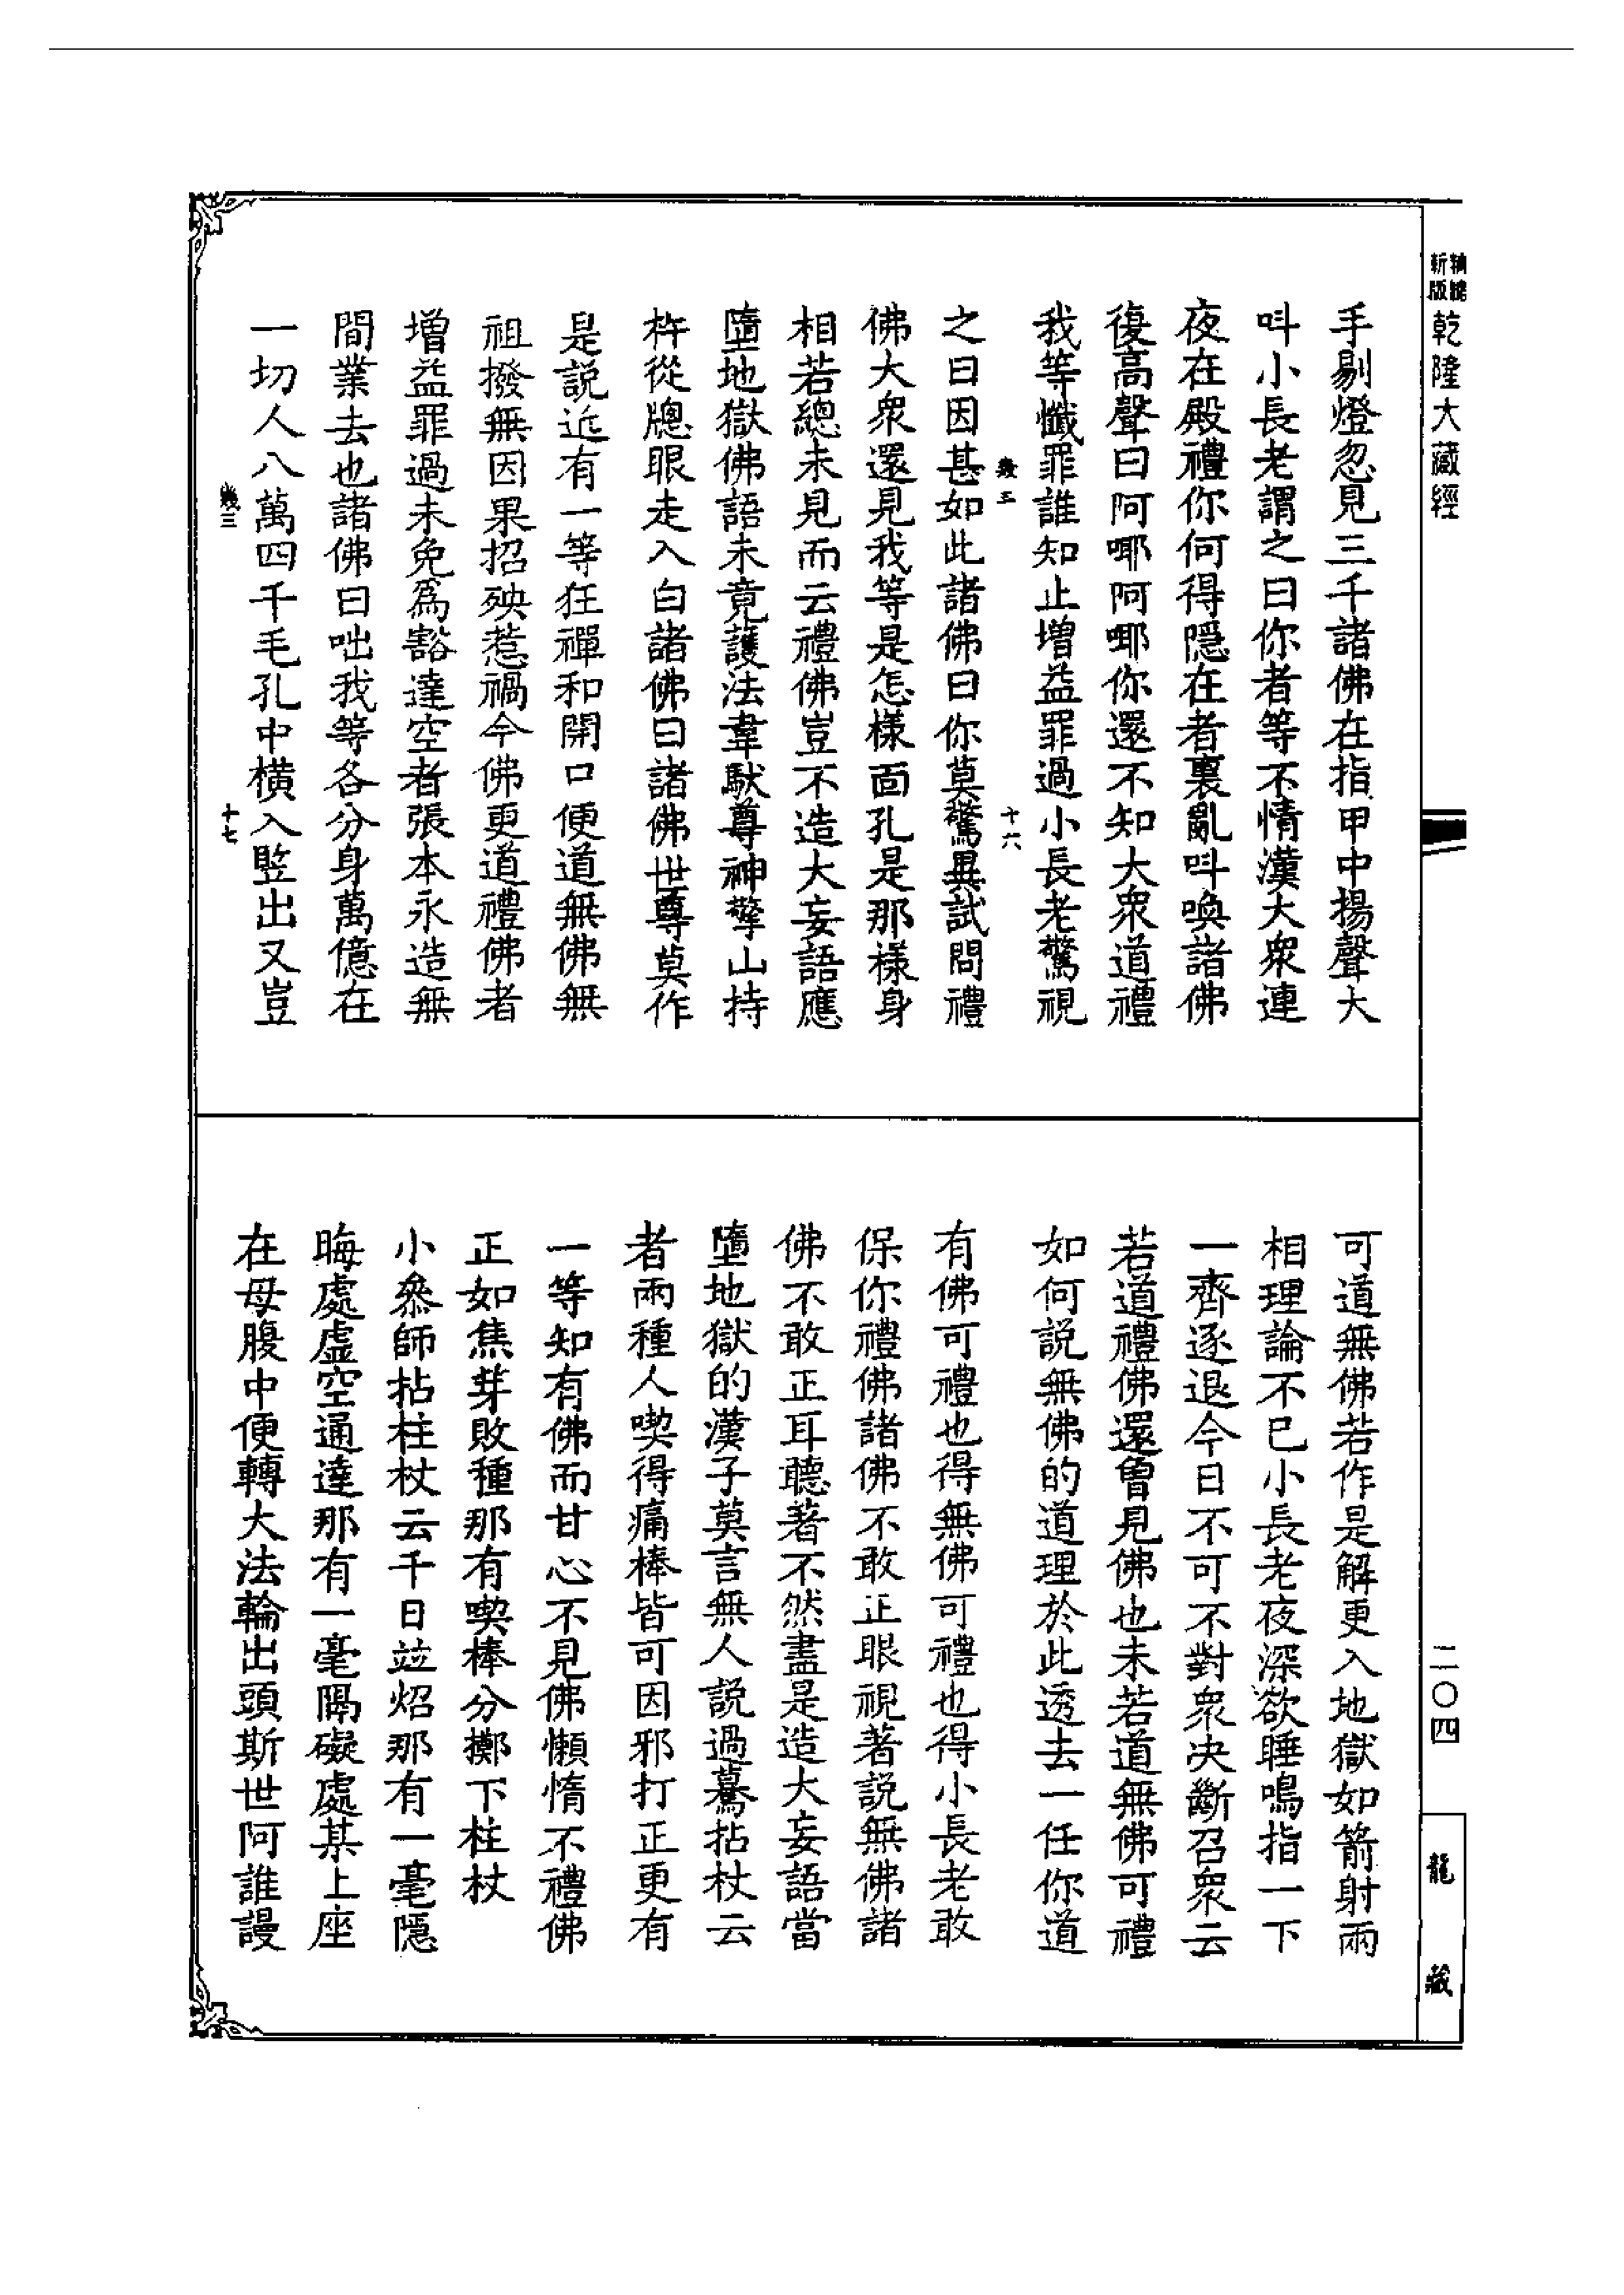 精縮新版乾隆大藏經
手剔燈忽見三千諸佛在指甲中揚聲大
叫小長老謂之曰你者等不情漢大衆連
夜在殿禮你何得隱在者裏亂叫喚諸佛
復高聲曰阿哪阿哪你還不知大衆道禮
我等懺罪誰知止增益罪過小長老驚視
三 十六
之曰因甚如此諸佛曰你莫驚異試問禮
佛大衆還見我等是怎樣面孔是那樣身
相若總未見而云禮佛豈不造大妄語應
墮地獄佛語未竟護法韋馱尊神擎山持
杵從牕眼走入白諸佛曰諸佛世尊莫作
是説近有一等狂禪和開口便道無佛無
祖撥無因果招殃惹禍今佛更道禮佛者
增益罪過未免爲豁達空者張本永造無
間業去也諸佛曰咄我等各分身萬億在
一切人八萬四千毛孔中横入竪出又豈
三 十七
可道無佛若作是解更入地獄如箭射兩
相理論不已小長老夜深欲睡鳴指一下
一齊逐退今日不可不對衆决斷召衆云
若道禮佛還曾見佛也未若道無佛可禮
如何説無佛的道理於此透去一任你道
有佛可禮也得無佛可禮也得小長老敢
保你禮佛諸佛不敢正眼視著説無佛諸
佛不敢正耳聽著不然盡是造大妄語當
墮地獄的漢子莫言無人説過驀拈杖云
者兩種人喫得痛棒皆可因邪打正更有
一等知有佛而甘心不見佛懶惰不禮佛
正如焦芽敗種那有喫棒分擲下柱杖
小叅師拈柱杖云千日竝炤那有一毫隱
晦處虚空通達那有一毫隔礙處某上座
在母腹中便轉大法輪出頭斯世阿誰謾
二〇四
龍藏